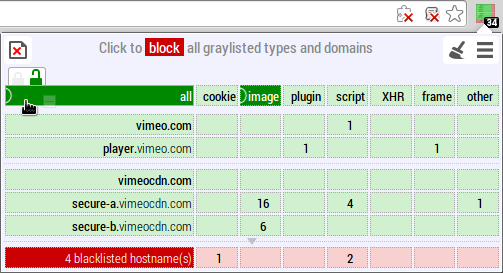 34
Click to block all graylisted types and domains
all cookie image plugin script XHR frame other
vimeo.com 1
player.vimeo.com 1 1
vimeocdn.com
secure-a.vimeocdn.com 16 4 1
secure-b.vimeocdn.com 6
4 blacklisted hostname(s) 1 2